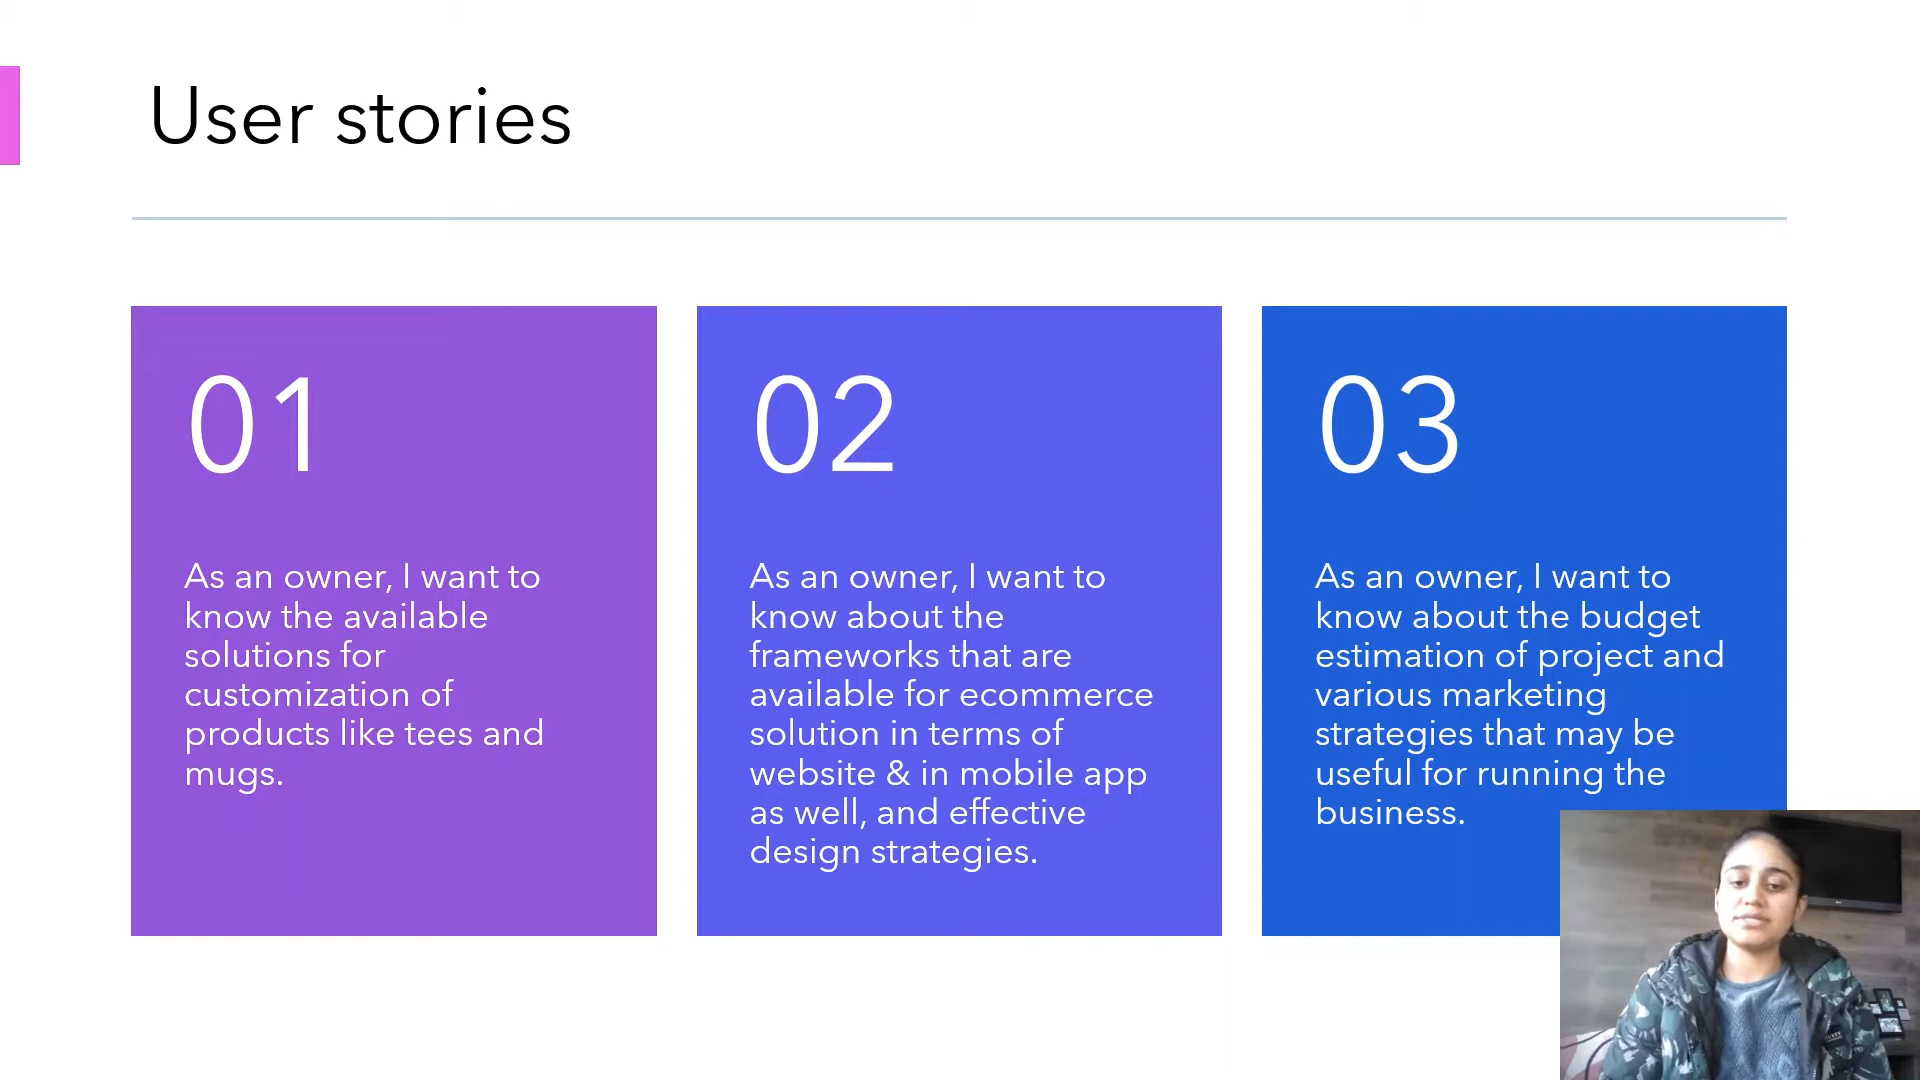 User stories
01
As an owner, I want to
know the available
solutions for
customization of
products like tees and
mugs.
02
As an owner, I want to
know about the
frameworks that are
available for ecommerce
solution in terms of
website & in mobile app
as well, and effective
design strategies.
03
As an owner, I want to
know about the budget
estimation of project and
various marketing
strategies that may be
useful for running the
business.